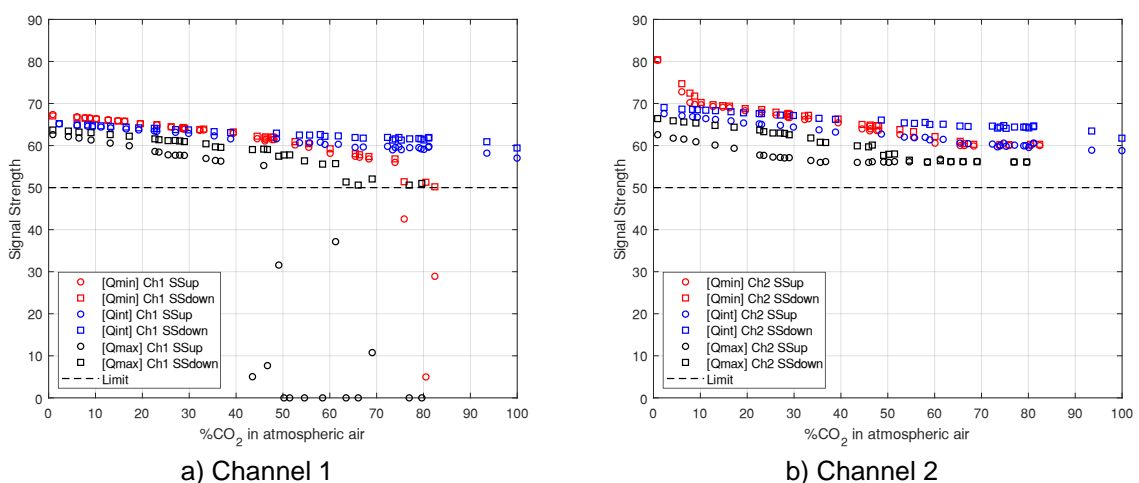 90
80
70
60
50
40
30
20
10
0
Signal Strength
[Qmin] Ch1 SSup
[Qmin] Ch1 SSdown
[Qint] Ch1 SSup
[Qint] Ch1 SSdown
[Qmax] Ch1 SSup
[Qmax] Ch1 SSdown
Limit
0 10 20 30 40 50 60 70 80 90 100
%CO₂ in atmospheric air
a) Channel 1
90
80
70
60
50
40
30
20
10
0
Signal Strength
[Qmin] Ch2 SSup
[Qmin] Ch2 SSdown
[Qint] Ch2 SSup
[Qint] Ch2 SSdown
[Qmax] Ch2 SSup
[Qmax] Ch2 SSdown
Limit
0 10 20 30 40 50 60 70 80 90 100
%CO₂ in atmospheric air
b) Channel 2